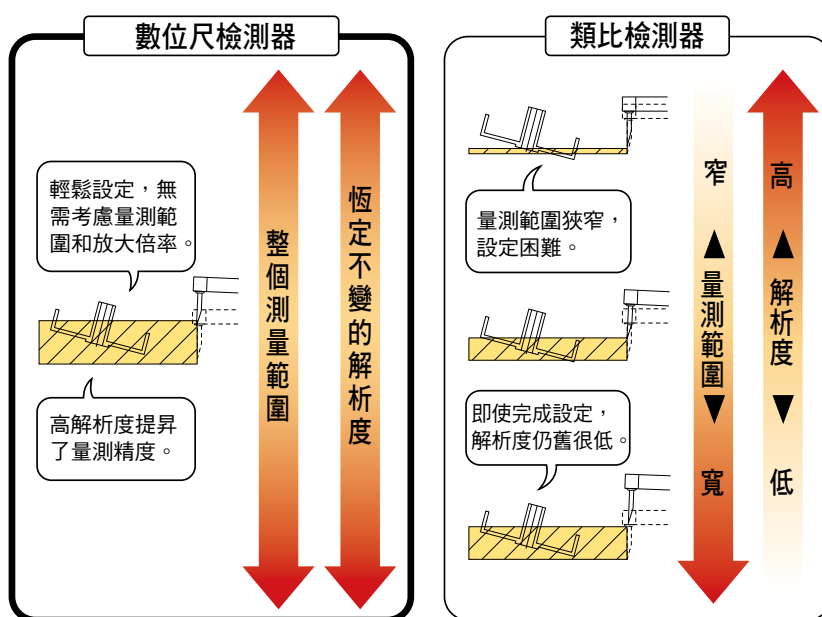 數位尺檢測器
輕鬆設定，無
需考慮量測範
圍和放大倍率。
高解析度提昇
了量測精度。
整個測量範圍
恆定不變的解析度
類比檢測器
量測範圍狹窄，
設定困難。
即使完成設定，
解析度仍舊很低。
窄
▲
量測範圍
▼
寬
高
▲
解析度
▼
低